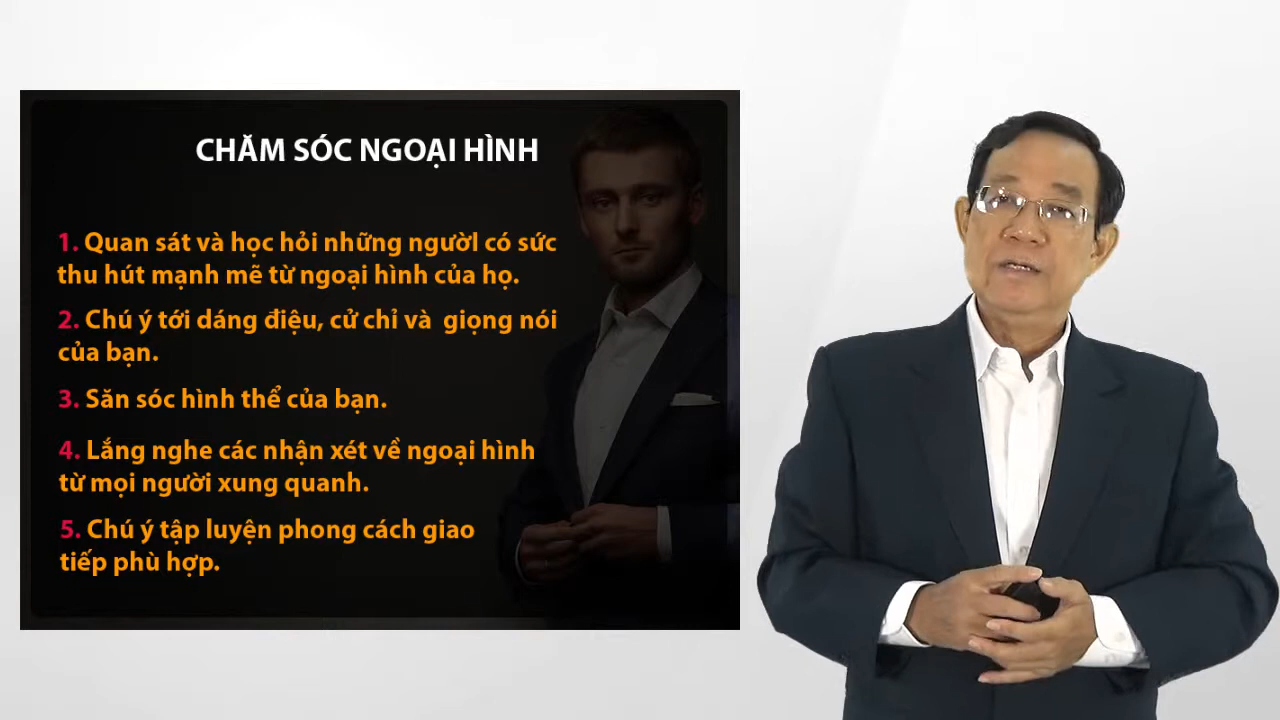 CHĂM SÓC NGOẠI HÌNH
1. Quan sát và học hỏi những ngườI có sức
thu hút mạnh mẽ từ ngoại hình của họ.
2. Chú ý tới dáng điệu, cử chỉ và giọng nói
của bạn.
3. Săn sóc hình thể của bạn.
4. Lắng nghe các nhận xét về ngoại hình
từ mọi người xung quanh.
5. Chú ý tập luyện phong cách giao
tiếp phù hợp.